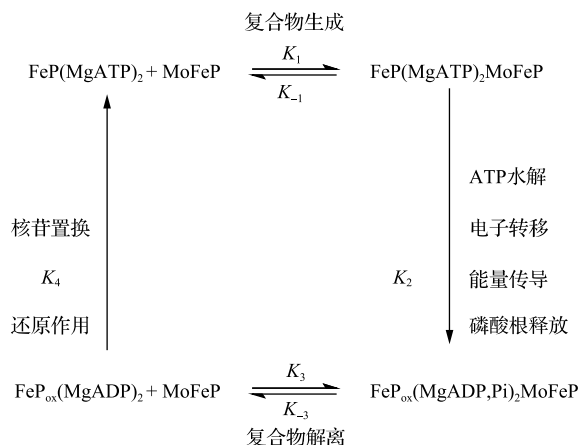 复合物生成
FeP(MgATP)₂ + MoFeP
K₁
K₋₁
FeP(MgATP)₂MoFeP
ATP水解
核苷置换
电子转移
K₄
K₂
能量传导
还原作用
磷酸根释放
FePₒₓ(MgADP)₂ + MoFeP
K₃
K₋₃
FePₒₓ(MgADP,Pi)₂MoFeP
复合物解离